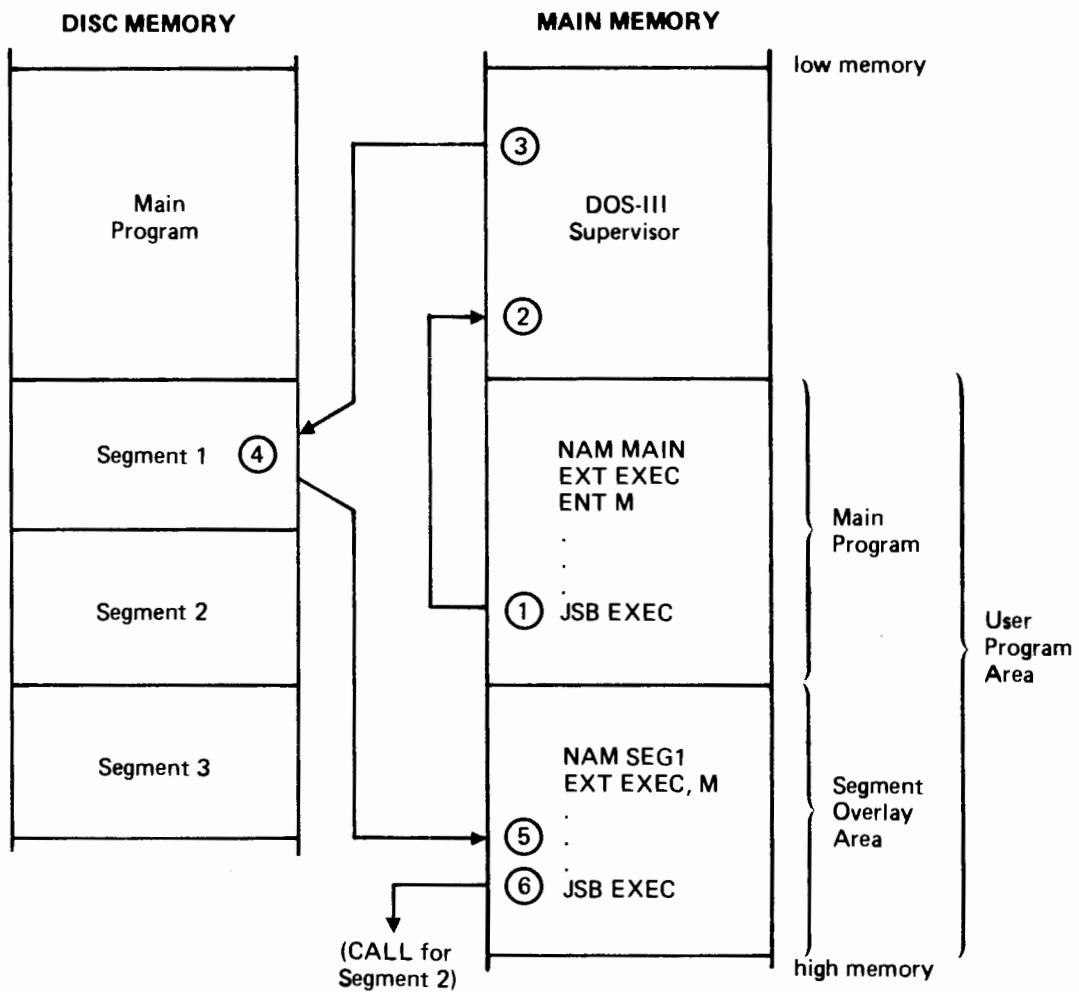 DISC MEMORY
MAIN MEMORY
low memory
Main
Program
3
DOS-III
Supervisor
2
Segment 1
4
NAM MAIN
EXT EXEC
ENT M
.
.
.
1 JSB EXEC
Main
Program
Segment 2
User
Program
Area
Segment 3
NAM SEG1
EXT EXEC, M
.
5 .
.
6 JSB EXEC
Segment
Overlay
Area
(CALL for
Segment 2)
high memory